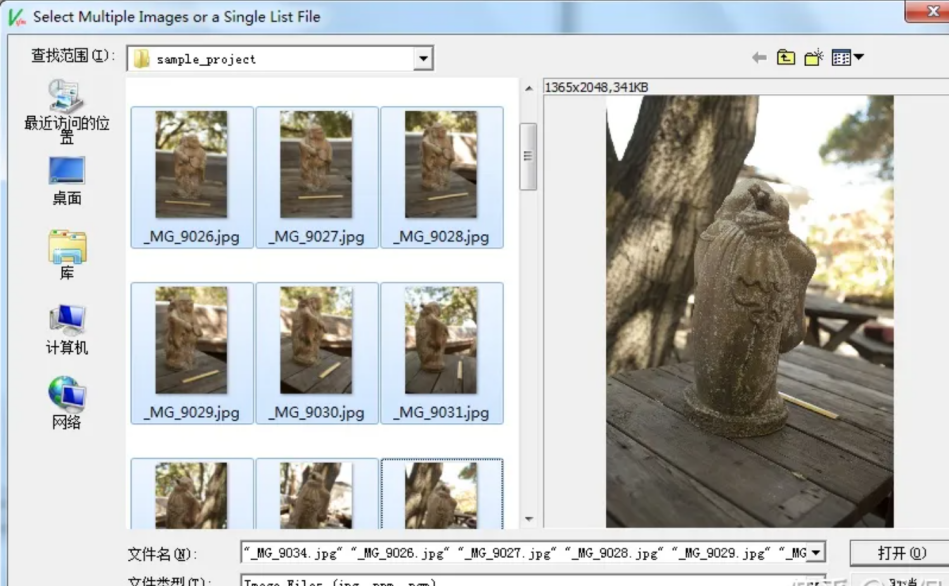 Select Multiple Images or a Single List File
查找范围(I):
sample_project
1365x2048,341KB
最近访问的位置
桌面
库
计算机
网络
_MG_9026.jpg
_MG_9027.jpg
_MG_9028.jpg
_MG_9029.jpg
_MG_9030.jpg
_MG_9031.jpg
文件名(N):
"_MG_9034.jpg" "_MG_9026.jpg" "_MG_9027.jpg" "_MG_9028.jpg" "_MG_9029.jpg" "_MG
打开(O)
文件类型(T):
Image Files (jpg, ppm, pgm)
取消